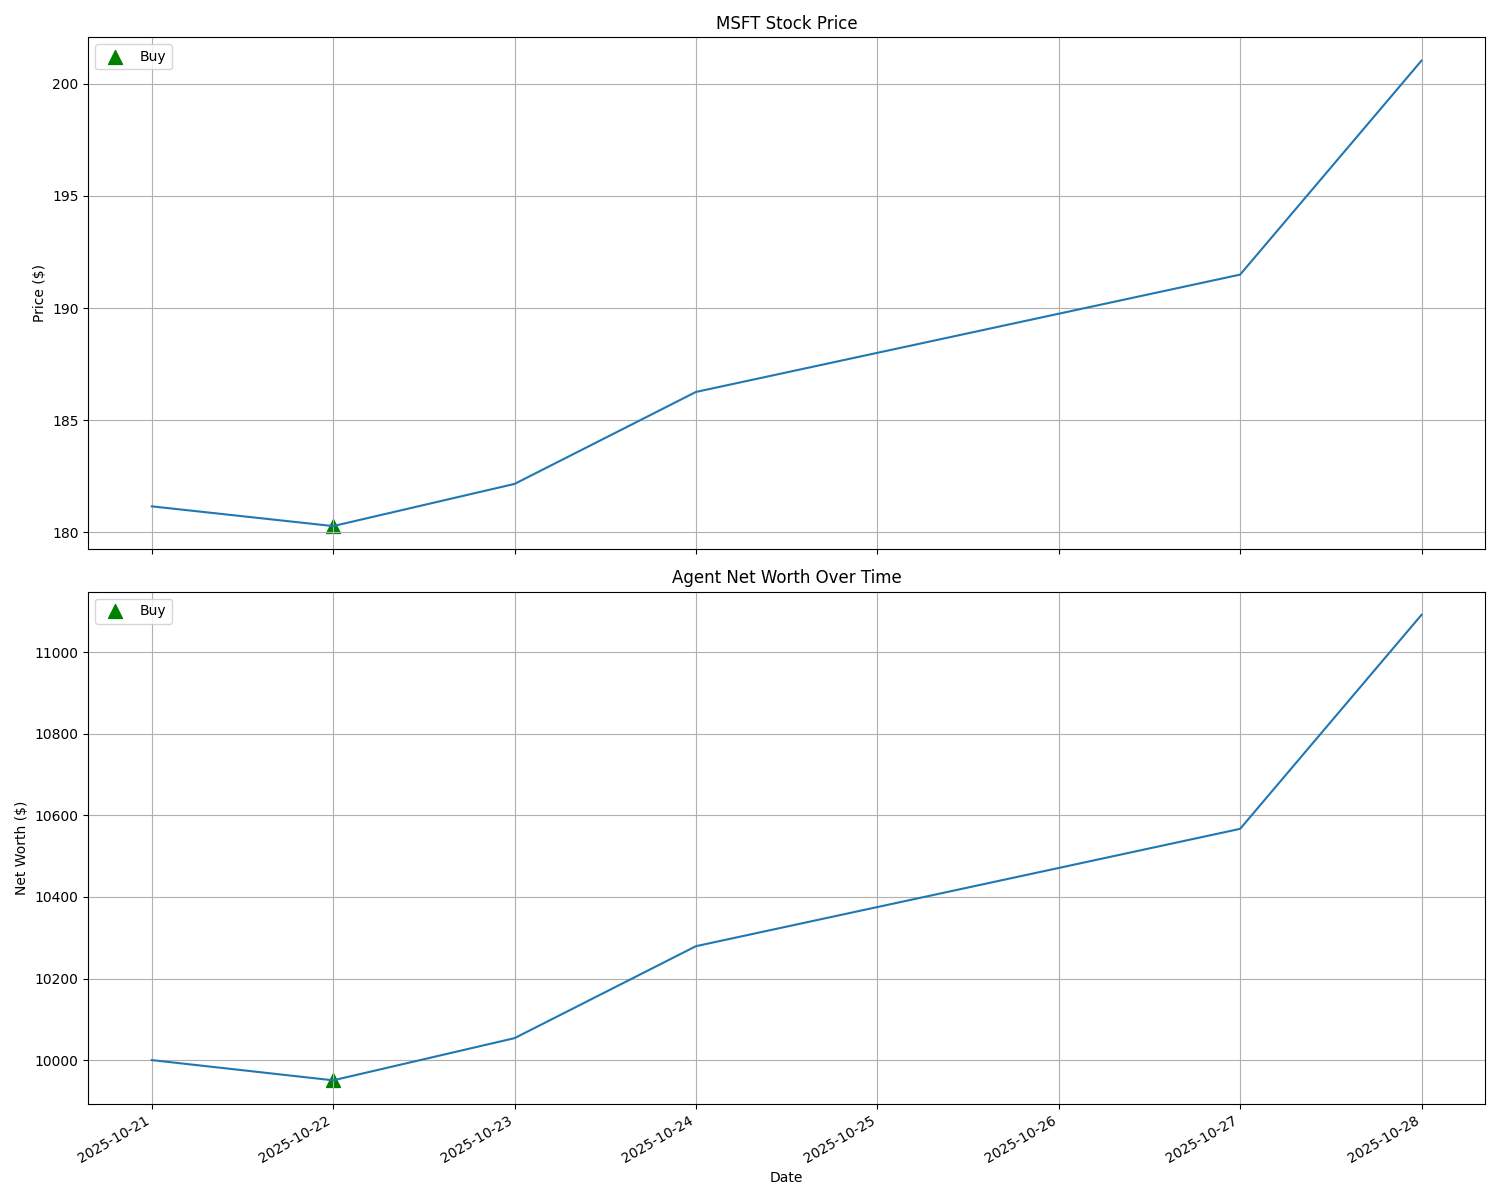 MSFT Stock Price
Buy
200
195
190
185
180
Price ($)
Agent Net Worth Over Time
Buy
11000
10800
10600
10400
10200
10000
Net Worth ($)
2025-10-21
2025-10-22
2025-10-23
2025-10-24
2025-10-25
2025-10-26
2025-10-27
2025-10-28
Date